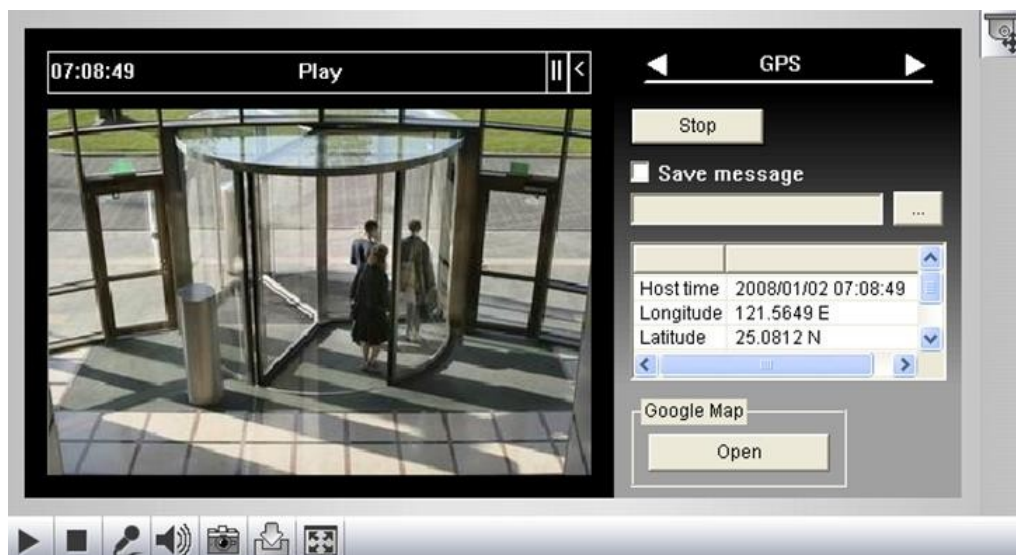 07:08:49 Play
GPS
Stop
Save message
...
Host time 2008/01/02 07:08:49
Longitude 121.5649 E
Latitude 25.0812 N
Google Map
Open